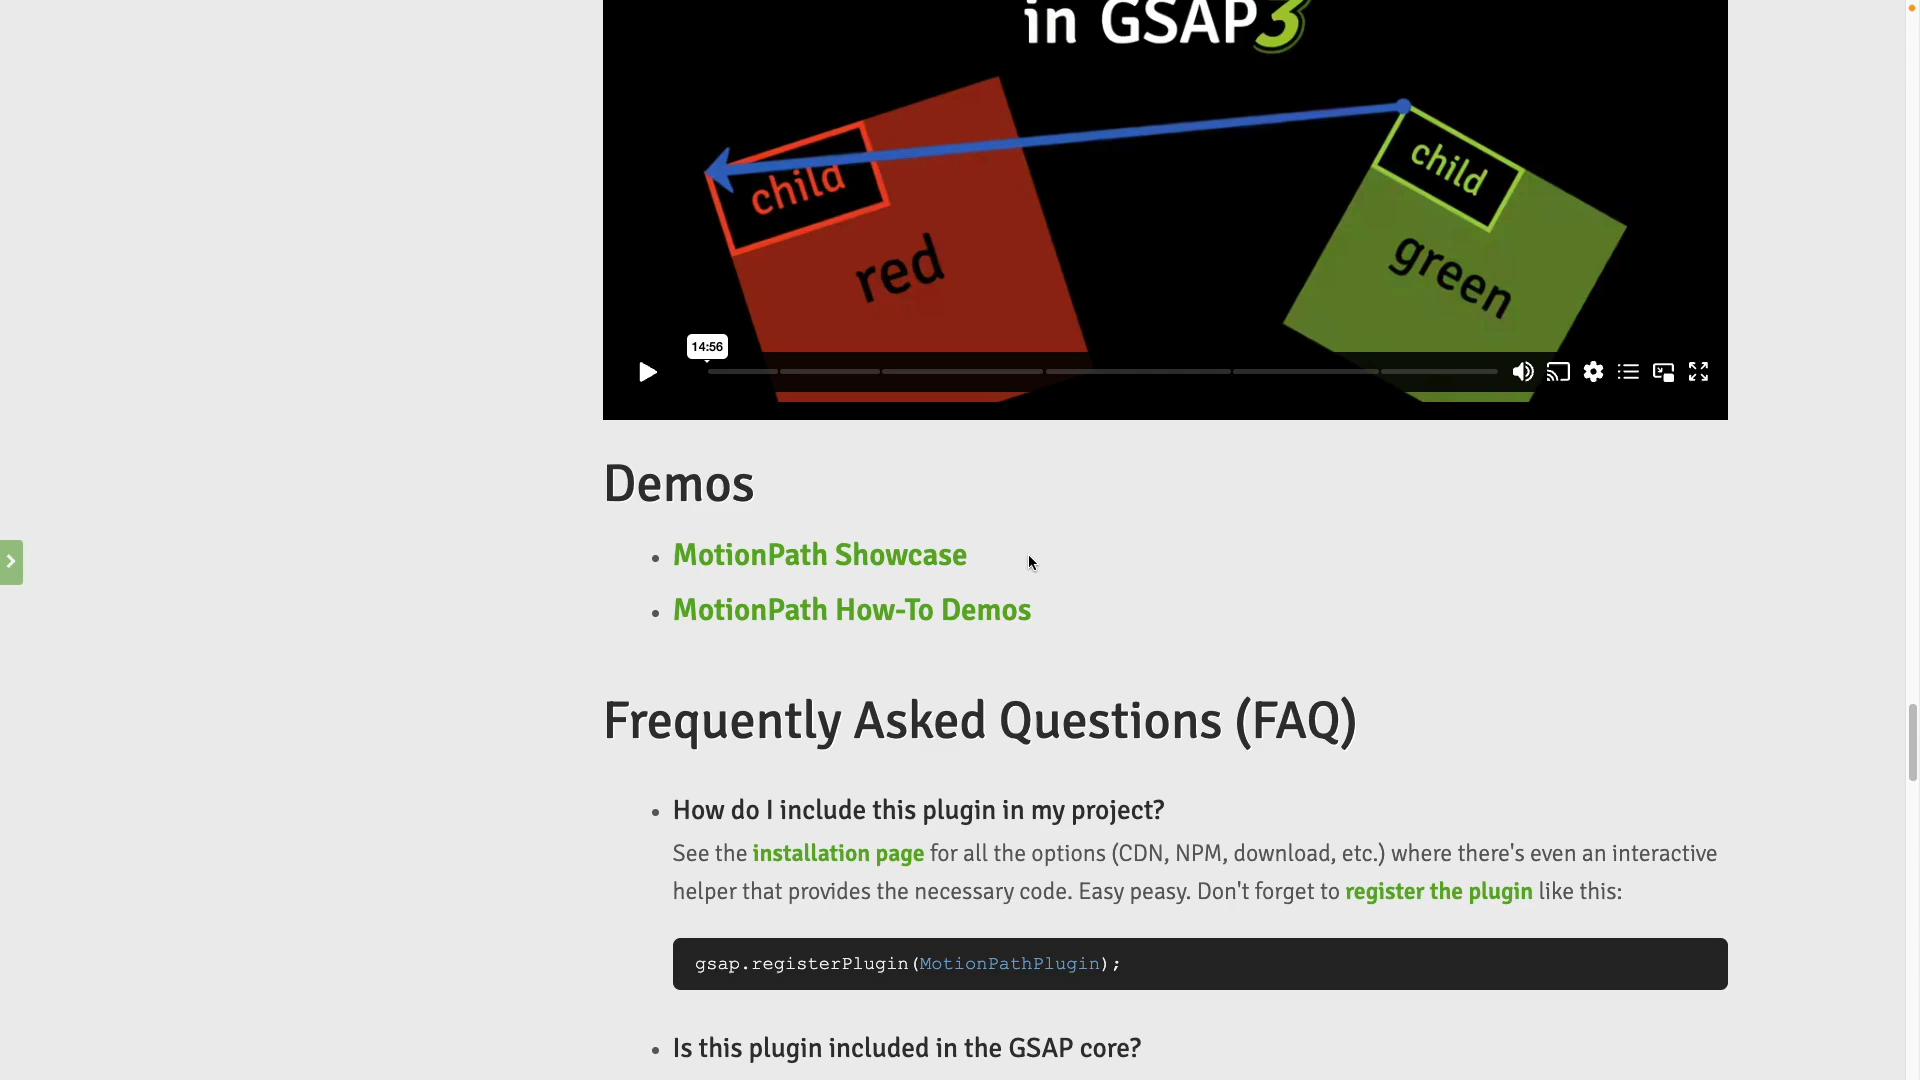 in GSAP3
child
child
red
green
14:56
Demos
MotionPath Showcase
MotionPath How-To Demos
Frequently Asked Questions (FAQ)
How do I include this plugin in my project?
See the installation page for all the options (CDN, NPM, download, etc.) where there's even an interactive
helper that provides the necessary code. Easy peasy. Don't forget to register the plugin like this:
gsap.registerPlugin(MotionPathPlugin);
Is this plugin included in the GSAP core?